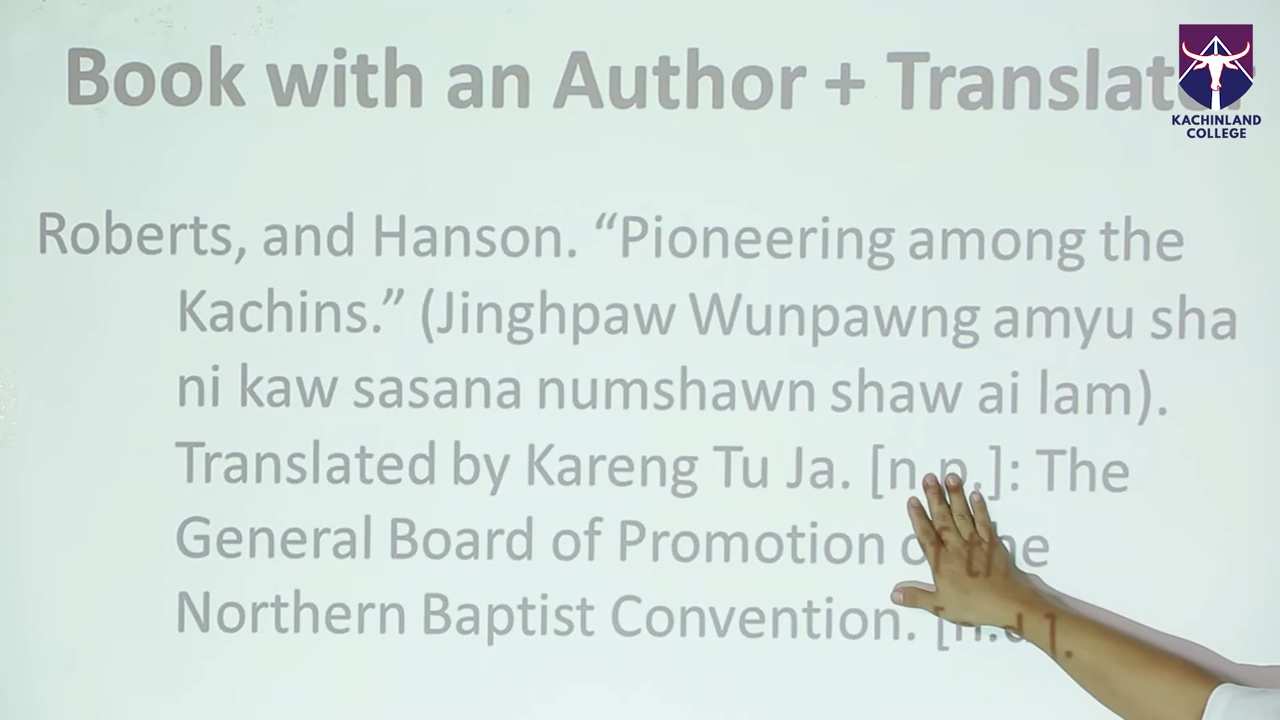 Book with an Author + Translator
KACHINLAND
COLLEGE
Roberts, and Hanson. “Pioneering among the
Kachins.” (Jinghpaw Wunpawng amyu sha
ni kaw sasana numshawn shaw ai lam).
Translated by Kareng Tu Ja. [n.p.]: The
General Board of Promotion of the
Northern Baptist Convention. [n.d.].